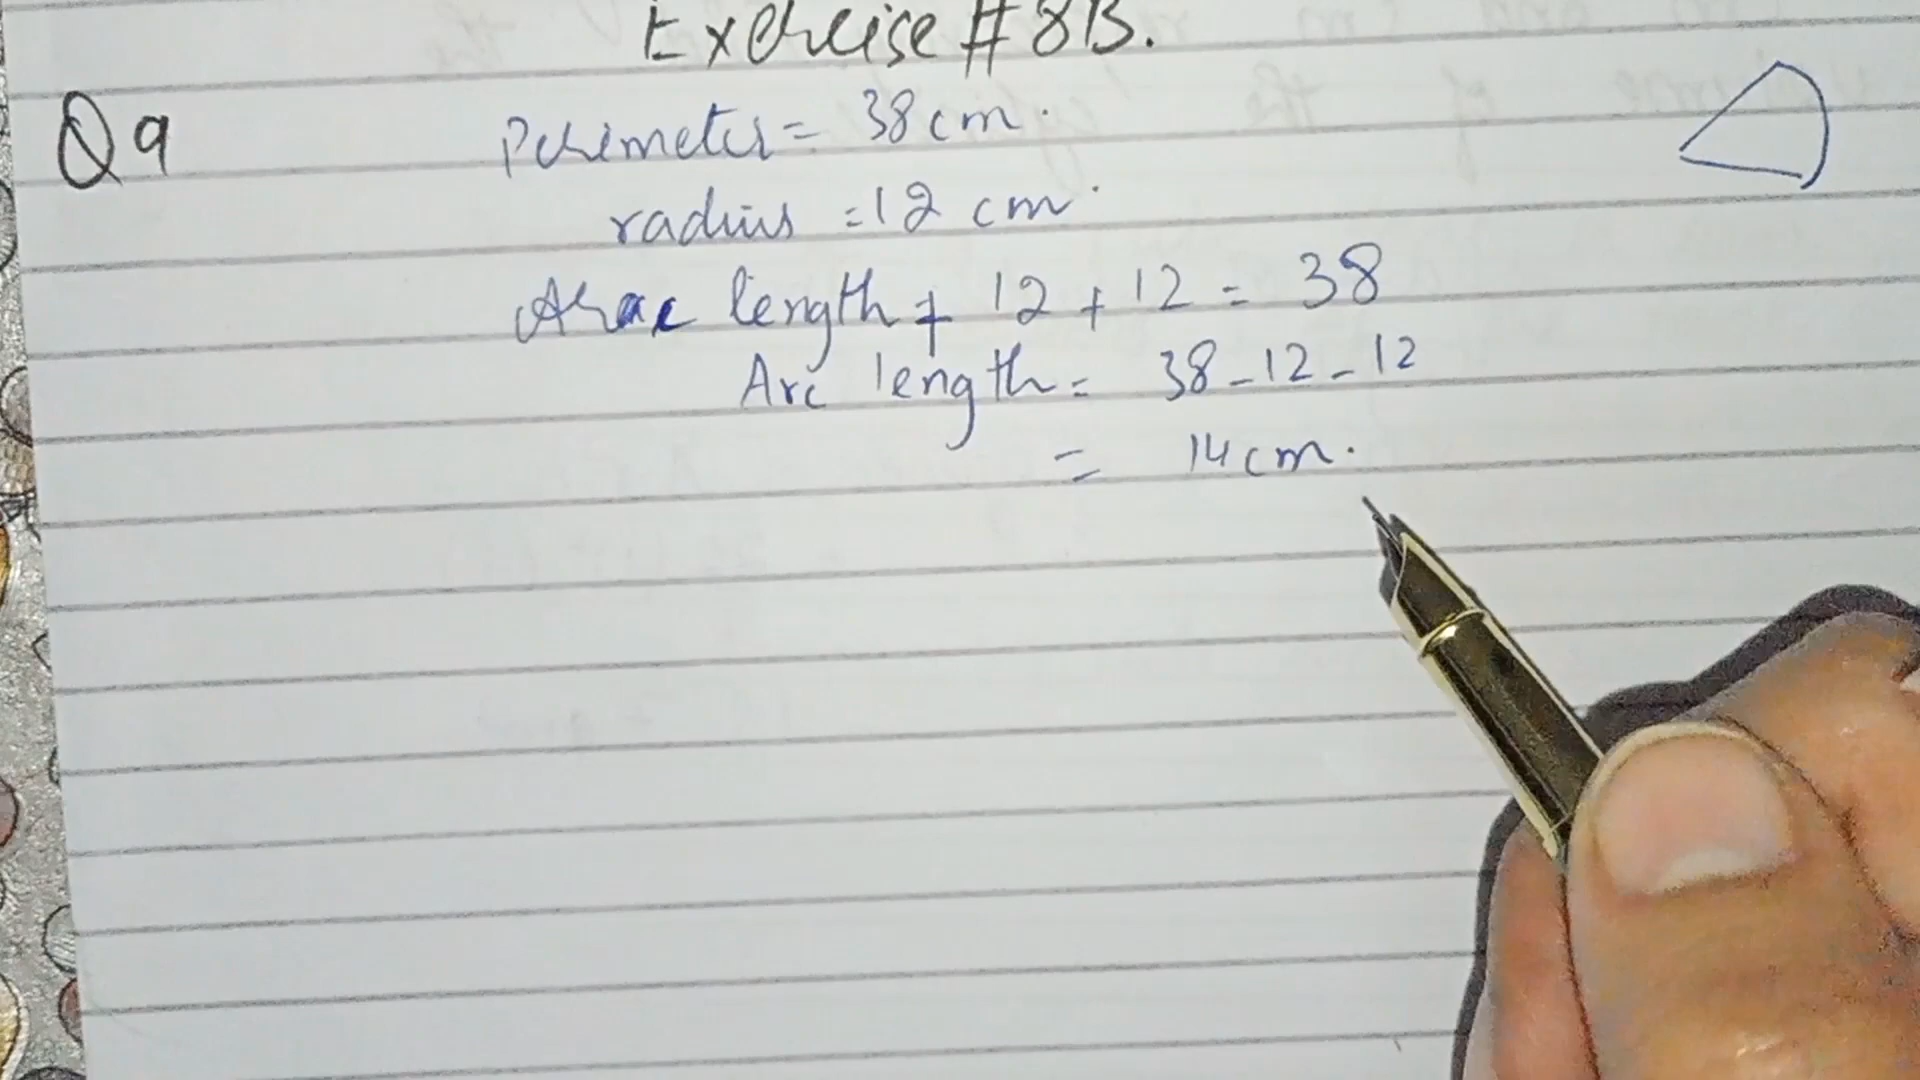 Exercise # 8B.
Q9
Perimeter = 38 cm.
radius = 12 cm.
Arc length + 12 + 12 = 38
Arc length = 38 - 12 - 12
= 14 cm.